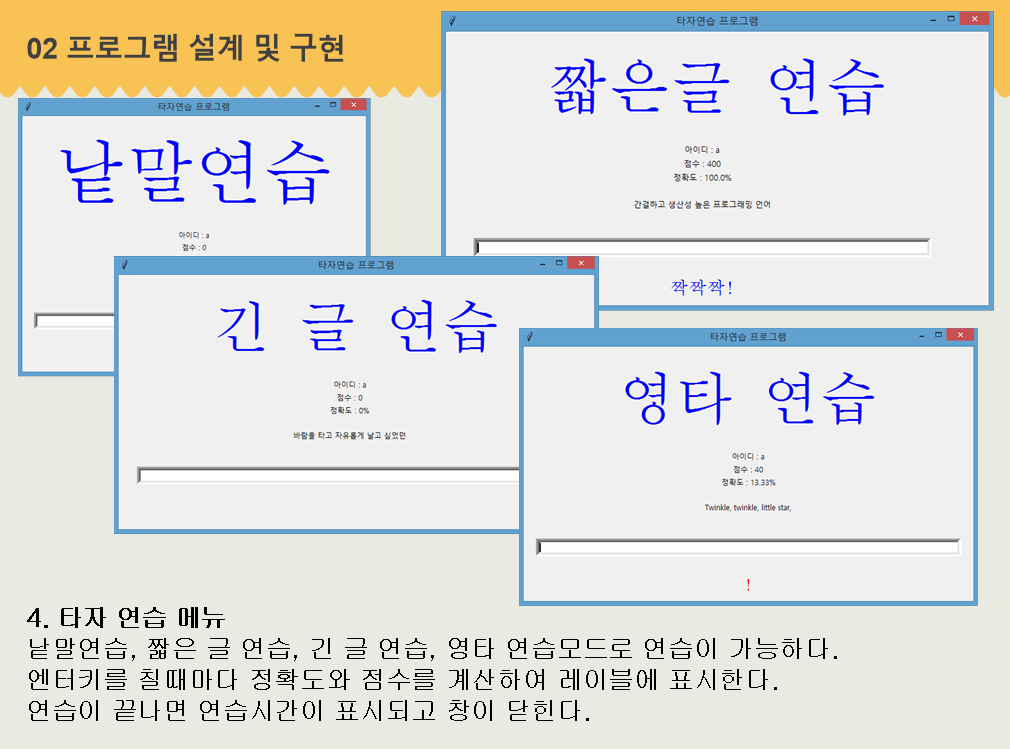 02 프로그램 설계 및 구현
타자연습 프로그램
짧은글 연습
아이디 : a
점수 : 400
정확도 : 100.0%
간결하고 생산성 높은 프로그래밍 언어
짝짝짝!
타자연습 프로그램
낱말연습
아이디 : a
점수 : 0
타자연습 프로그램
긴 글 연습
아이디 : a
점수 : 0
정확도 : 0%
바람을 타고 자유롭게 날고 싶었던
타자연습 프로그램
영타 연습
아이디 : a
점수 : 40
정확도 : 13.33%
Twinkle, twinkle, little star,
!
4. 타자 연습 메뉴
낱말연습, 짧은 글 연습, 긴 글 연습, 영타 연습모드로 연습이 가능하다.
엔터키를 칠때마다 정확도와 점수를 계산하여 레이블에 표시한다.
연습이 끝나면 연습시간이 표시되고 창이 닫힌다.